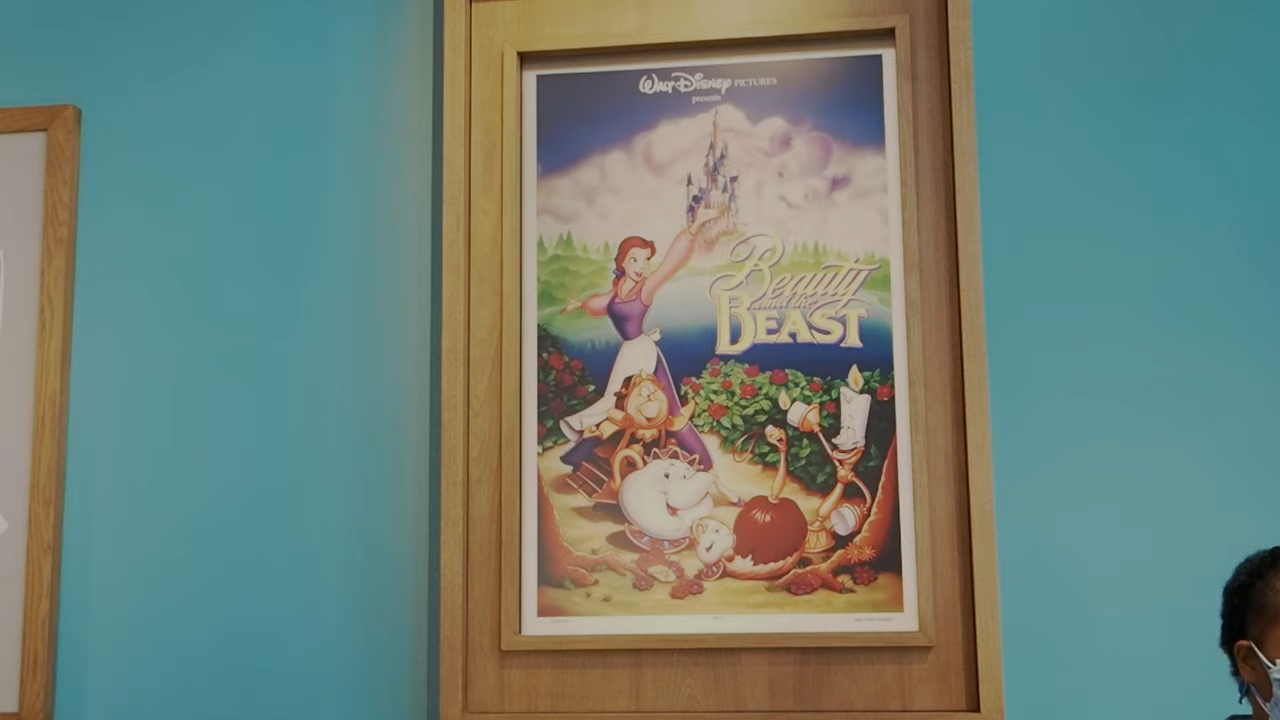 WALT DISNEY PICTURES
presents
Beauty
and the
BEAST